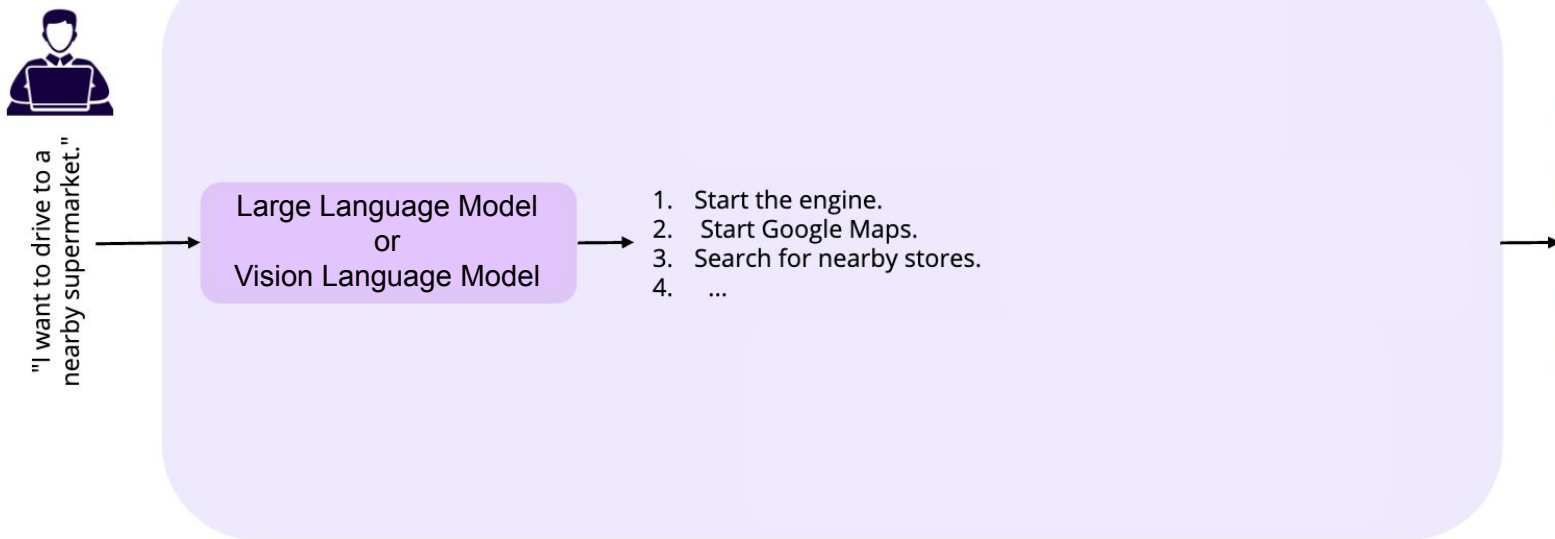 "I want to drive to a
nearby supermarket."
Large Language Model
or
Vision Language Model
1. Start the engine.
2. Start Google Maps.
3. Search for nearby stores.
4. ...